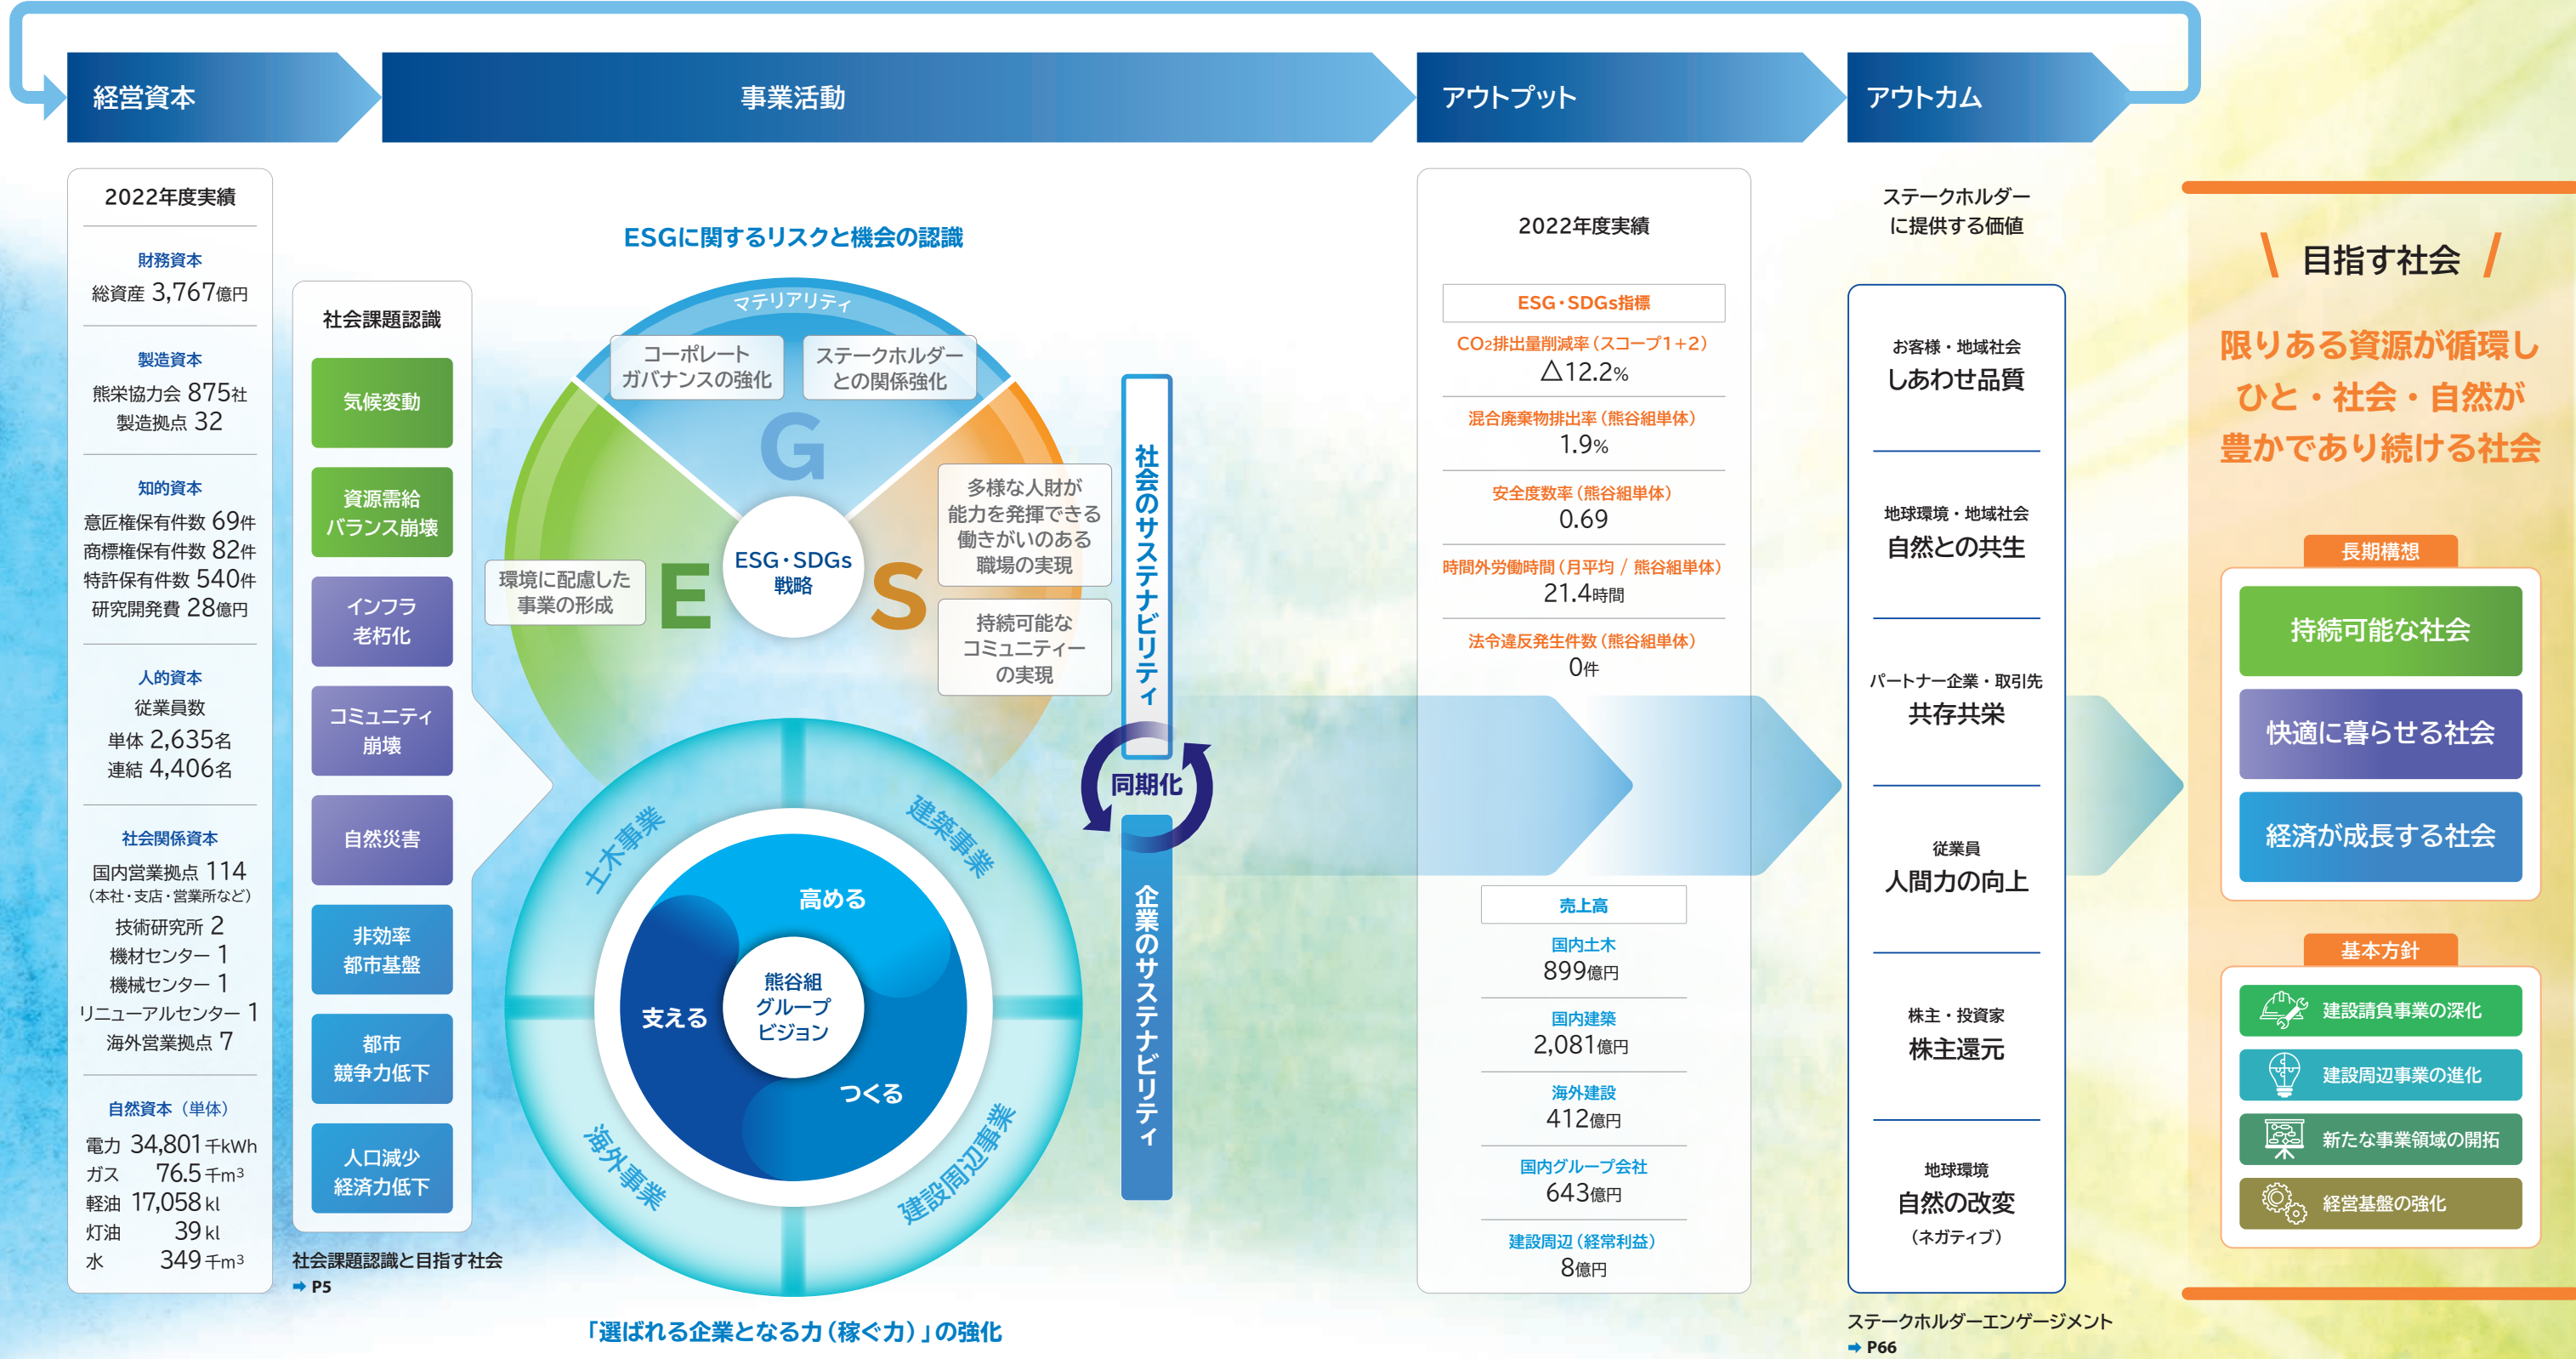 経営資本
事業活動
アウトプット
アウトカム
2022年度実績
財務資本
総資産 3,767億円
製造資本
熊栄協力会 875社
製造拠点 32
知的資本
意匠権保有件数 69件
商標権保有件数 82件
特許保有件数 540件
研究開発費 28億円
人的資本
従業員数
単体 2,635名
連結 4,406名
社会関係資本
国内営業拠点 114
(本社・支店・営業所など)
技術研究所 2
機材センター 1
機械センター 1
リニューアルセンター 1
海外営業拠点 7
自然資本(単体)
電力 34,801千kWh
ガス 76.5千m³
軽油 17,058kl
灯油 39kl
水 349千m³
社会課題認識
気候変動
資源需給
バランス崩壊
インフラ
老朽化
コミュニティ
崩壊
自然災害
非効率
都市基盤
都市
競争力低下
人口減少
経済力低下
社会課題認識と目指す社会
➡ P5
ESGに関するリスクと機会の認識
マテリアリティ
コーポレート
ガバナンスの強化
ステークホルダー
との関係強化
G
多様な人財が
能力を発揮できる
働きがいのある
職場の実現
ESG・SDGs
戦略
環境に配慮した
事業の形成
E
S
持続可能な
コミュニティー
の実現
土木事業
建築事業
高める
支える
熊谷組
グループ
ビジョン
つくる
海外事業
建設周辺事業
「選ばれる企業となる力(稼ぐ力)」の強化
社会のサステナビリティ
同期化
企業のサステナビリティ
2022年度実績
ESG・SDGs指標
CO₂排出量削減率(スコープ1+2)
△12.2%
混合廃棄物排出率(熊谷組単体)
1.9%
安全度数率(熊谷組単体)
0.69
時間外労働時間(月平均 / 熊谷組単体)
21.4時間
法令違反発生件数(熊谷組単体)
0件
売上高
国内土木
899億円
国内建築
2,081億円
海外建設
412億円
国内グループ会社
643億円
建設周辺(経常利益)
8億円
ステークホルダー
に提供する価値
お客様・地域社会
しあわせ品質
地球環境・地域社会
自然との共生
パートナー企業・取引先
共存共栄
従業員
人間力の向上
株主・投資家
株主還元
地球環境
自然の改変
(ネガティブ)
ステークホルダーエンゲージメント
➡ P66
目指す社会
限りある資源が循環し
ひと・社会・自然が
豊かであり続ける社会
長期構想
持続可能な社会
快適に暮らせる社会
経済が成長する社会
基本方針
建設請負事業の深化
建設周辺事業の進化
新たな事業領域の開拓
経営基盤の強化